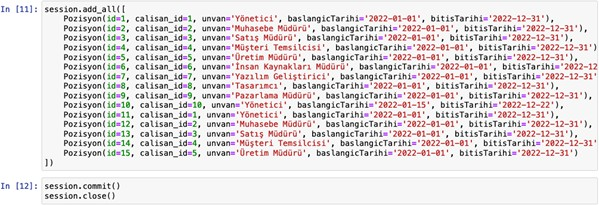 In [11]: session.add_all([
Pozisyon(id=1, calisan_id=1, unvan='Yönetici', baslangicTarihi='2022-01-01', bitisTarihi='2022-12-31'),
Pozisyon(id=2, calisan_id=2, unvan='Muhasebe Müdürü', baslangicTarihi='2022-01-01', bitisTarihi='2022-12-31'),
Pozisyon(id=3, calisan_id=3, unvan='Satış Müdürü', baslangicTarihi='2022-01-01', bitisTarihi='2022-12-31'),
Pozisyon(id=4, calisan_id=4, unvan='Müşteri Temsilcisi', baslangicTarihi='2022-01-01', bitisTarihi='2022-12-31'),
Pozisyon(id=5, calisan_id=5, unvan='Üretim Müdürü', baslangicTarihi='2022-01-01', bitisTarihi='2022-12-31'),
Pozisyon(id=6, calisan_id=6, unvan='İnsan Kaynakları Müdürü', baslangicTarihi='2022-01-01', bitisTarihi='2022-12
Pozisyon(id=7, calisan_id=7, unvan='Yazılım Geliştirici', baslangicTarihi='2022-01-01', bitisTarihi='2022-12-31'
Pozisyon(id=8, calisan_id=8, unvan='Tasarımcı', baslangicTarihi='2022-01-01', bitisTarihi='2022-12-31'),
Pozisyon(id=9, calisan_id=9, unvan='Pazarlama Müdürü', baslangicTarihi='2022-01-01', bitisTarihi='2022-12-31'),
Pozisyon(id=10, calisan_id=10, unvan='Yönetici', baslangicTarihi='2022-01-15', bitisTarihi='2022-12-22'),
Pozisyon(id=11, calisan_id=1, unvan='Yönetici', baslangicTarihi='2022-01-01', bitisTarihi='2022-12-31'),
Pozisyon(id=12, calisan_id=2, unvan='Muhasebe Müdürü', baslangicTarihi='2022-01-01', bitisTarihi='2022-12-31'),
Pozisyon(id=13, calisan_id=3, unvan='Satış Müdürü', baslangicTarihi='2022-01-01', bitisTarihi='2022-12-31'),
Pozisyon(id=14, calisan_id=4, unvan='Müşteri Temsilcisi', baslangicTarihi='2022-01-01', bitisTarihi='2022-12-31'
Pozisyon(id=15, calisan_id=5, unvan='Üretim Müdürü', baslangicTarihi='2022-01-01', bitisTarihi='2022-12-31')
])
In [12]: session.commit()
session.close()